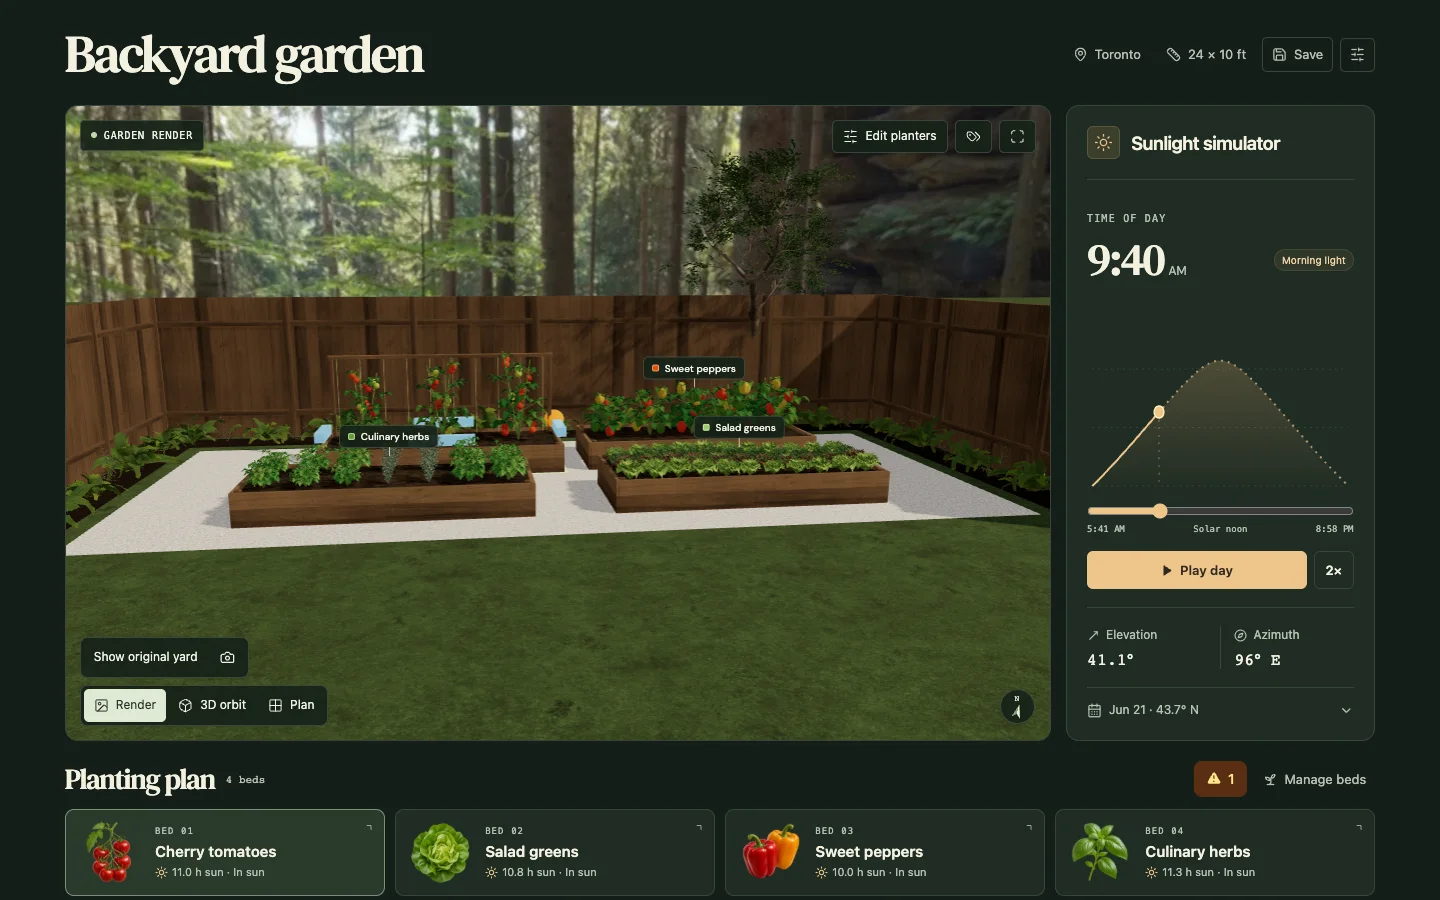 Backyard garden
Toronto
24 × 10 ft
Save
GARDEN RENDER
Edit planters
Sweet peppers
Culinary herbs
Salad greens
Show original yard
Render
3D orbit
Plan
N
Sunlight simulator
TIME OF DAY
9:40 AM
Morning light
5:41 AM
Solar noon
8:58 PM
Play day
2×
Elevation
41.1°
Azimuth
96° E
Jun 21 · 43.7° N
Planting plan
4 beds
1
Manage beds
BED 01
Cherry tomatoes
11.0 h sun · In sun
BED 02
Salad greens
10.8 h sun · In sun
BED 03
Sweet peppers
10.0 h sun · In sun
BED 04
Culinary herbs
11.3 h sun · In sun